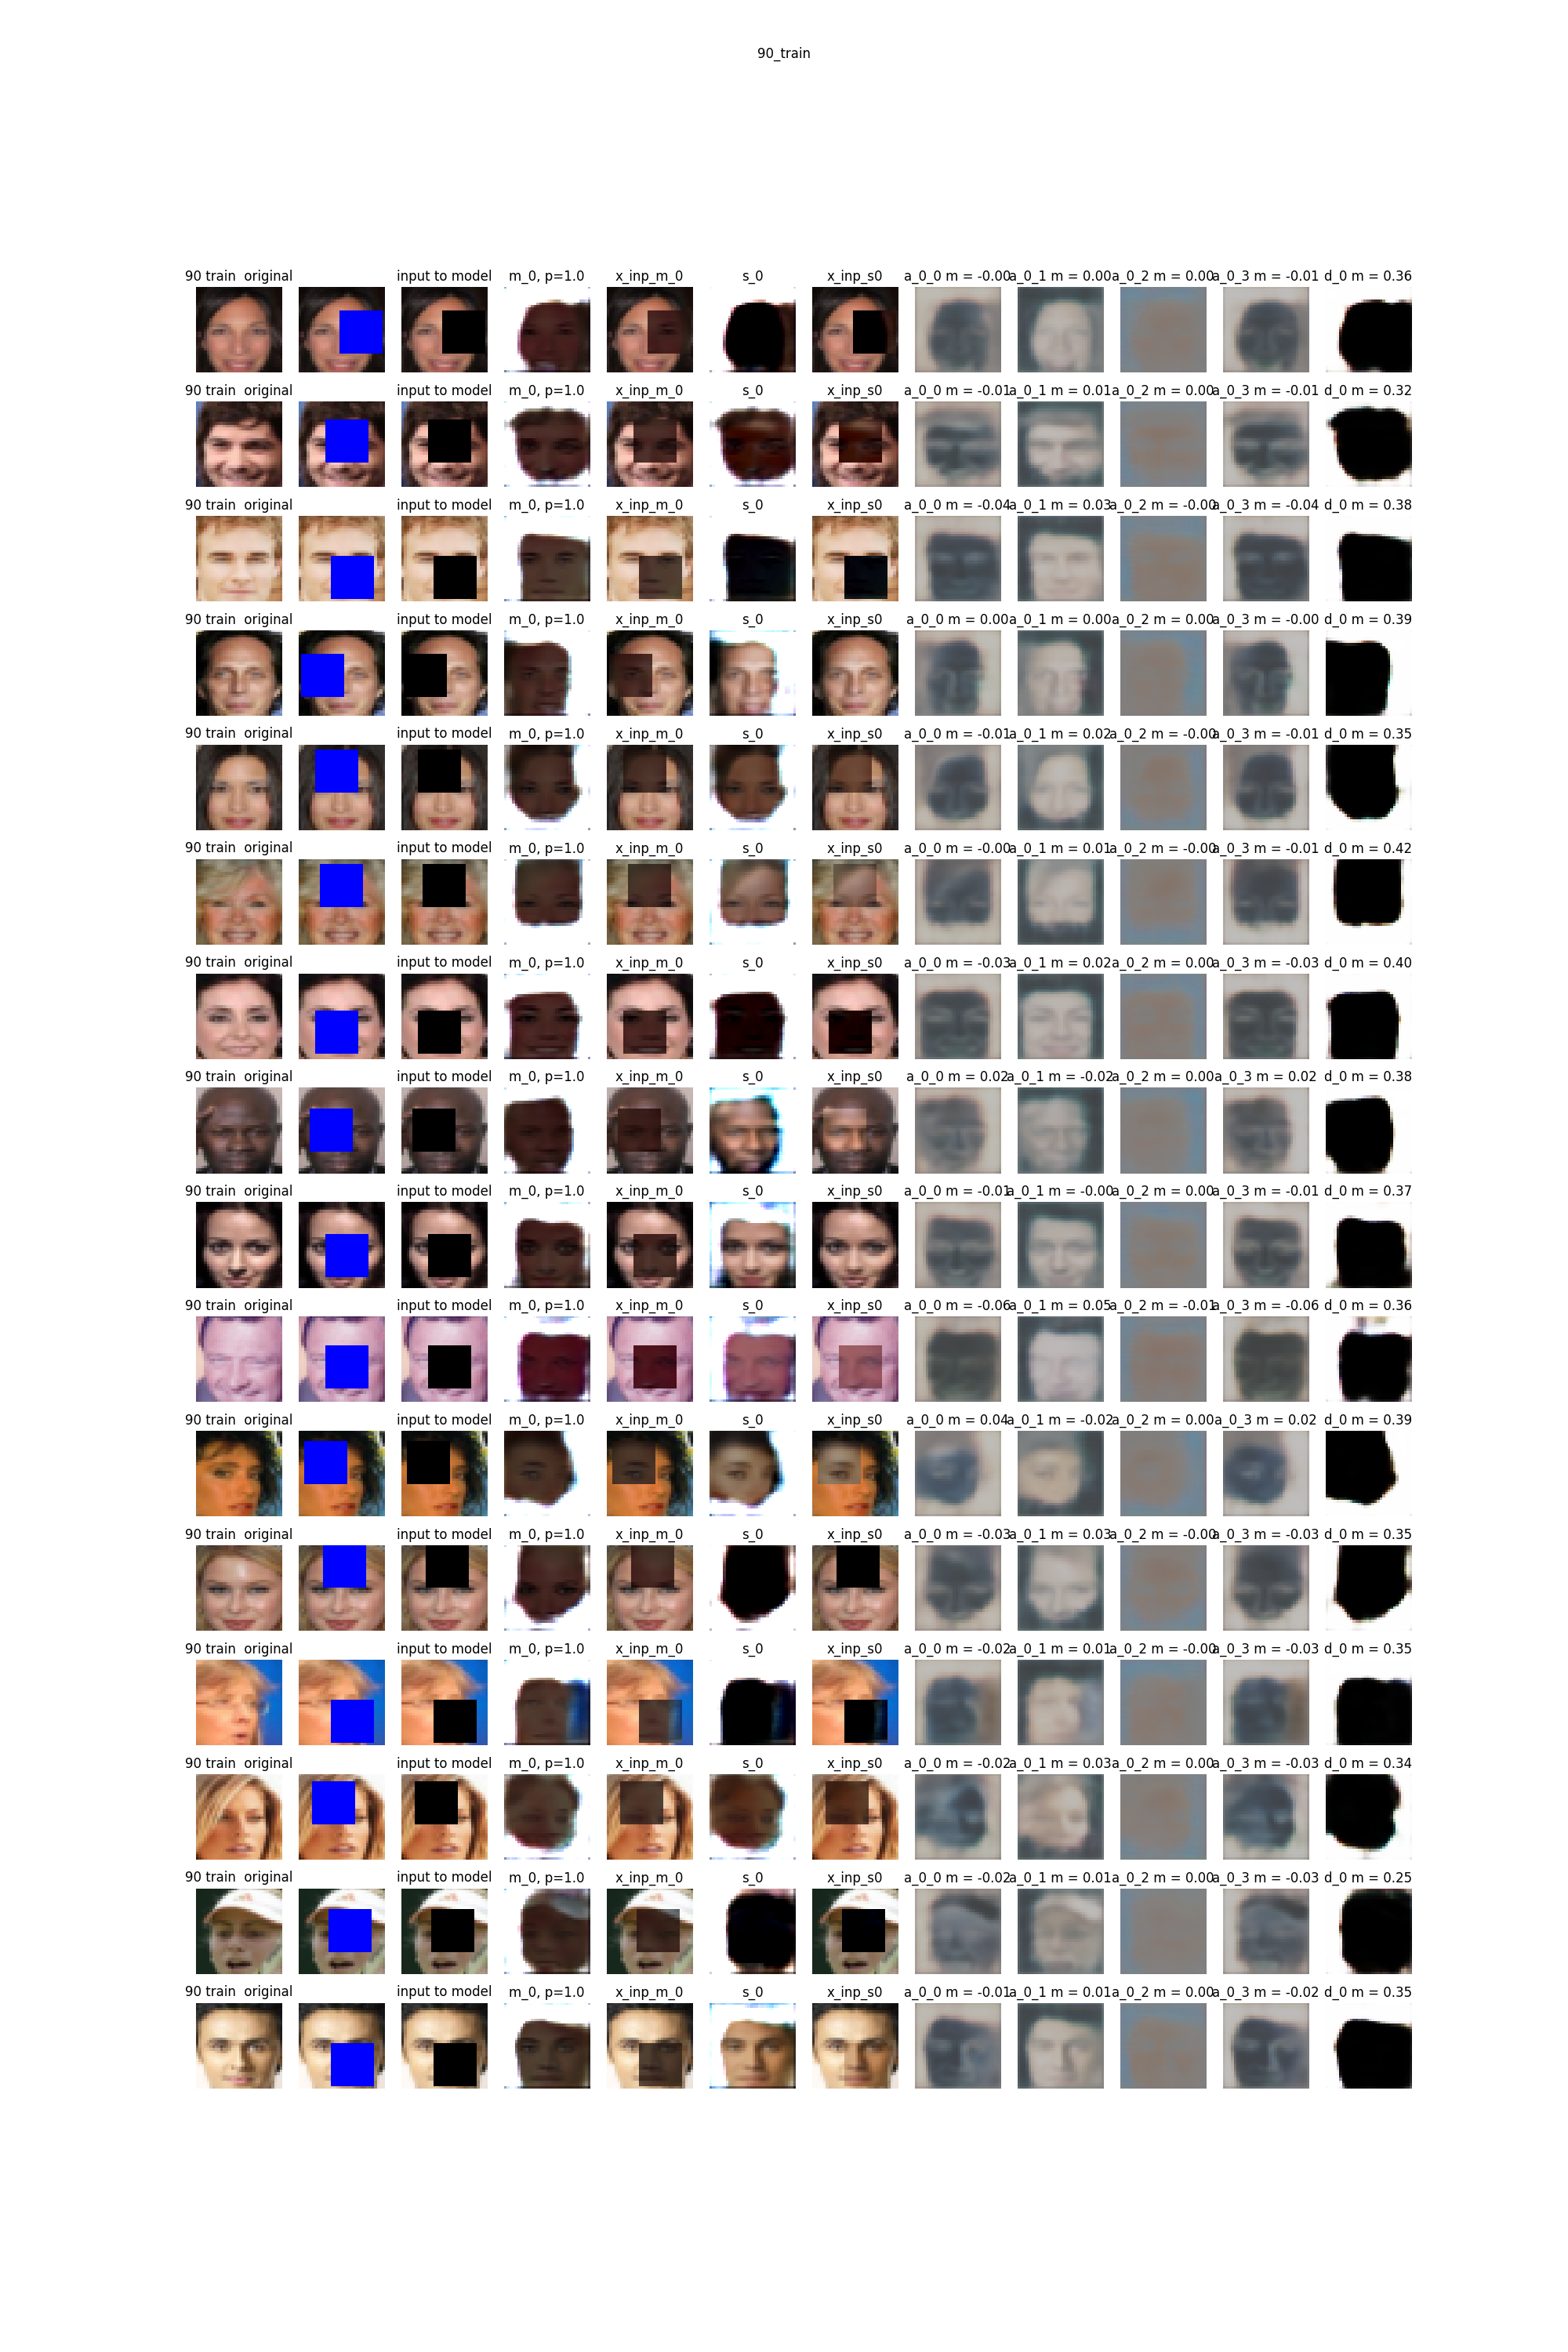 90_train
90 train  original input to model m_0, p=1.0 x_inp_m_0 s_0 x_inp_s0 a_0_0 m = -0.00 a_0_1 m = 0.00 a_0_2 m = 0.00 a_0_3 m = -0.01 d_0 m = 0.36
90 train  original input to model m_0, p=1.0 x_inp_m_0 s_0 x_inp_s0 a_0_0 m = -0.01 a_0_1 m = 0.01 a_0_2 m = 0.00 a_0_3 m = -0.01 d_0 m = 0.32
90 train  original input to model m_0, p=1.0 x_inp_m_0 s_0 x_inp_s0 a_0_0 m = -0.04 a_0_1 m = 0.03 a_0_2 m = -0.00 a_0_3 m = -0.04 d_0 m = 0.38
90 train  original input to model m_0, p=1.0 x_inp_m_0 s_0 x_inp_s0 a_0_0 m = 0.00 a_0_1 m = 0.00 a_0_2 m = 0.00 a_0_3 m = -0.00 d_0 m = 0.39
90 train  original input to model m_0, p=1.0 x_inp_m_0 s_0 x_inp_s0 a_0_0 m = -0.01 a_0_1 m = 0.02 a_0_2 m = -0.00 a_0_3 m = -0.01 d_0 m = 0.35
90 train  original input to model m_0, p=1.0 x_inp_m_0 s_0 x_inp_s0 a_0_0 m = -0.00 a_0_1 m = 0.01 a_0_2 m = -0.00 a_0_3 m = -0.01 d_0 m = 0.42
90 train  original input to model m_0, p=1.0 x_inp_m_0 s_0 x_inp_s0 a_0_0 m = -0.03 a_0_1 m = 0.02 a_0_2 m = 0.00 a_0_3 m = -0.03 d_0 m = 0.40
90 train  original input to model m_0, p=1.0 x_inp_m_0 s_0 x_inp_s0 a_0_0 m = 0.02 a_0_1 m = -0.02 a_0_2 m = 0.00 a_0_3 m = 0.02 d_0 m = 0.38
90 train  original input to model m_0, p=1.0 x_inp_m_0 s_0 x_inp_s0 a_0_0 m = -0.01 a_0_1 m = -0.00 a_0_2 m = 0.00 a_0_3 m = -0.01 d_0 m = 0.37
90 train  original input to model m_0, p=1.0 x_inp_m_0 s_0 x_inp_s0 a_0_0 m = -0.06 a_0_1 m = 0.05 a_0_2 m = -0.01 a_0_3 m = -0.06 d_0 m = 0.36
90 train  original input to model m_0, p=1.0 x_inp_m_0 s_0 x_inp_s0 a_0_0 m = 0.04 a_0_1 m = -0.02 a_0_2 m = 0.00 a_0_3 m = 0.02 d_0 m = 0.39
90 train  original input to model m_0, p=1.0 x_inp_m_0 s_0 x_inp_s0 a_0_0 m = -0.03 a_0_1 m = 0.03 a_0_2 m = -0.00 a_0_3 m = -0.03 d_0 m = 0.35
90 train  original input to model m_0, p=1.0 x_inp_m_0 s_0 x_inp_s0 a_0_0 m = -0.02 a_0_1 m = 0.01 a_0_2 m = -0.00 a_0_3 m = -0.03 d_0 m = 0.35
90 train  original input to model m_0, p=1.0 x_inp_m_0 s_0 x_inp_s0 a_0_0 m = -0.02 a_0_1 m = 0.03 a_0_2 m = 0.00 a_0_3 m = -0.03 d_0 m = 0.34
90 train  original input to model m_0, p=1.0 x_inp_m_0 s_0 x_inp_s0 a_0_0 m = -0.02 a_0_1 m = 0.01 a_0_2 m = 0.00 a_0_3 m = -0.03 d_0 m = 0.25
90 train  original input to model m_0, p=1.0 x_inp_m_0 s_0 x_inp_s0 a_0_0 m = -0.01 a_0_1 m = 0.01 a_0_2 m = 0.00 a_0_3 m = -0.02 d_0 m = 0.35